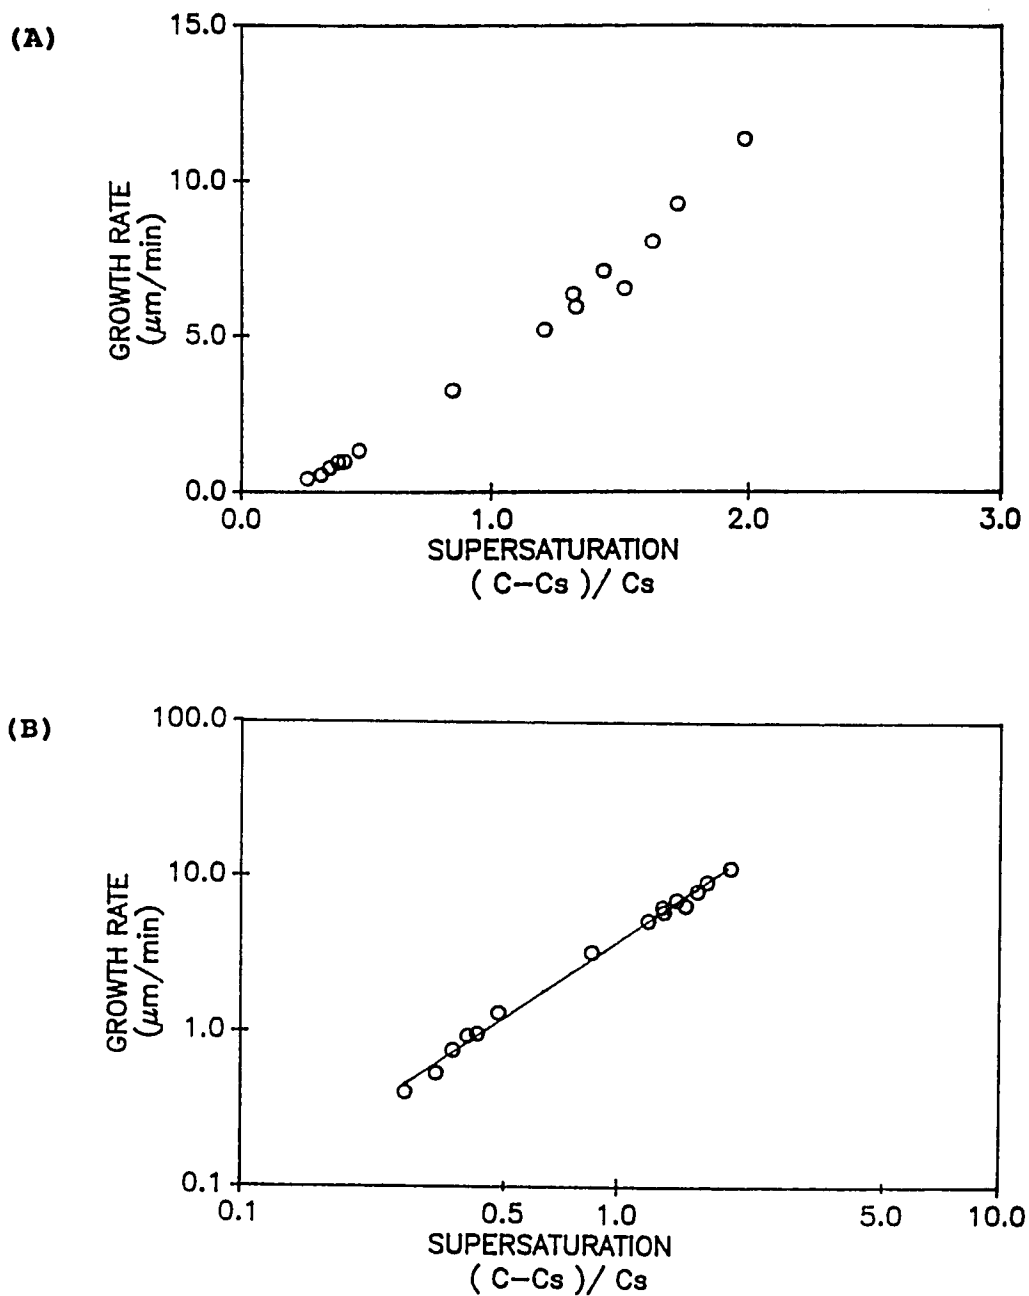 (A)
15.0
10.0
5.0
0.0
GROWTH RATE
(μm/min)
0.0 1.0 2.0 3.0
SUPERSATURATION
( C-Cs )/ Cs
(B)
100.0
10.0
1.0
0.1
GROWTH RATE
(μm/min)
0.1 0.5 1.0 5.0 10.0
SUPERSATURATION
( C-Cs )/ Cs